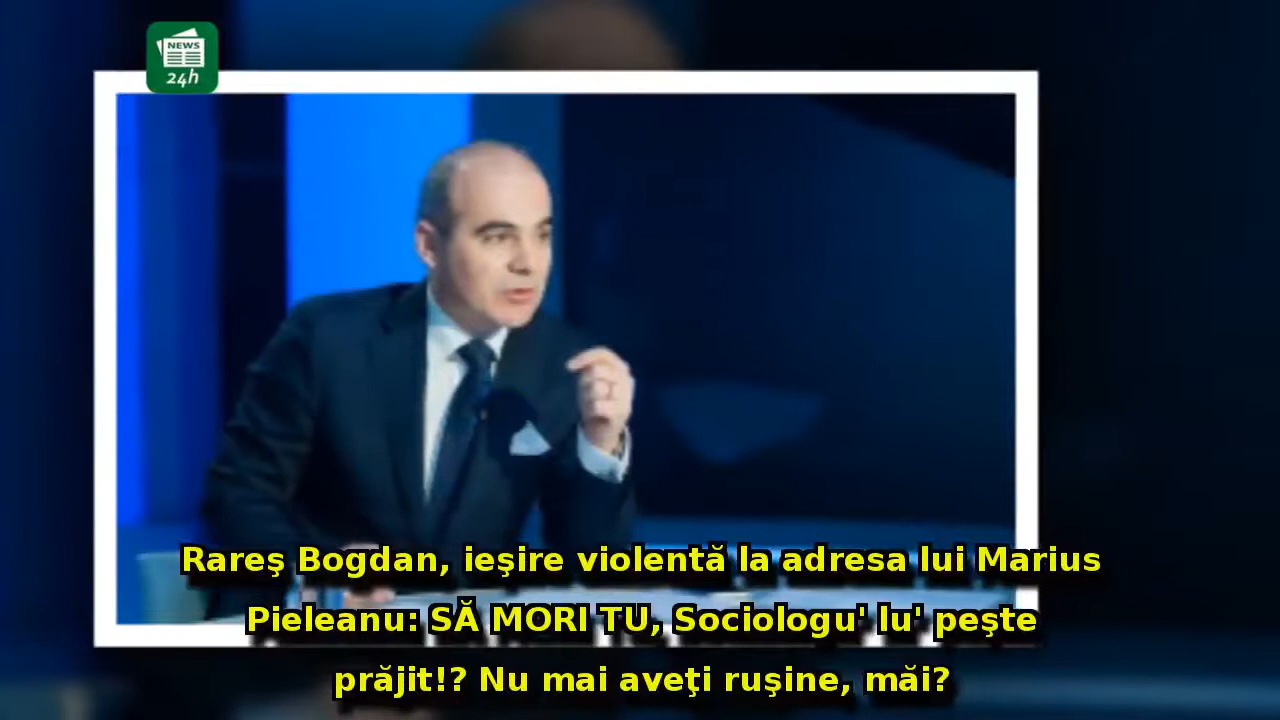 NEWS
24h
Rareş Bogdan, ieşire violentă la adresa lui Marius
Pieleanu: SĂ MORI TU, Sociologu' lu' peşte
prăjit!? Nu mai aveţi ruşine, măi?